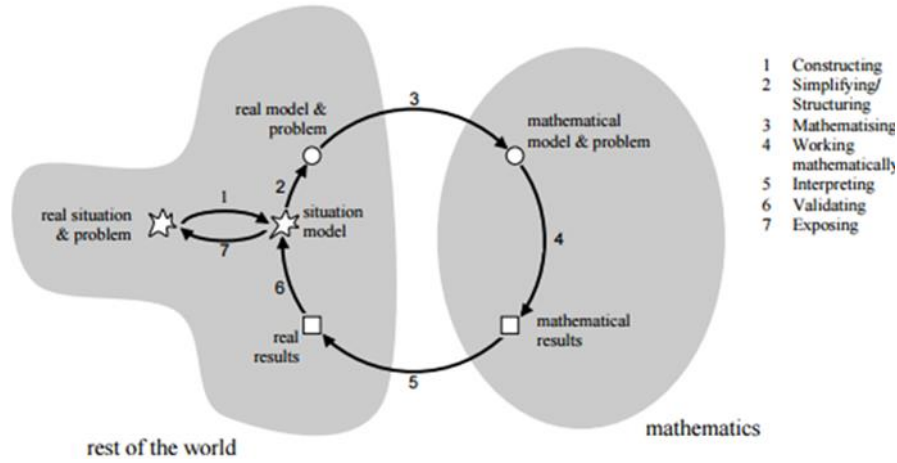 3
real model &
problem
mathematical
model & problem
2
1
real situation
& problem
situation
model
7
4
6
real
results
mathematical
results
5
rest of the world
mathematics
1 Constructing
2 Simplifying/
Structuring
3 Mathematising
4 Working
mathematically
5 Interpreting
6 Validating
7 Exposing